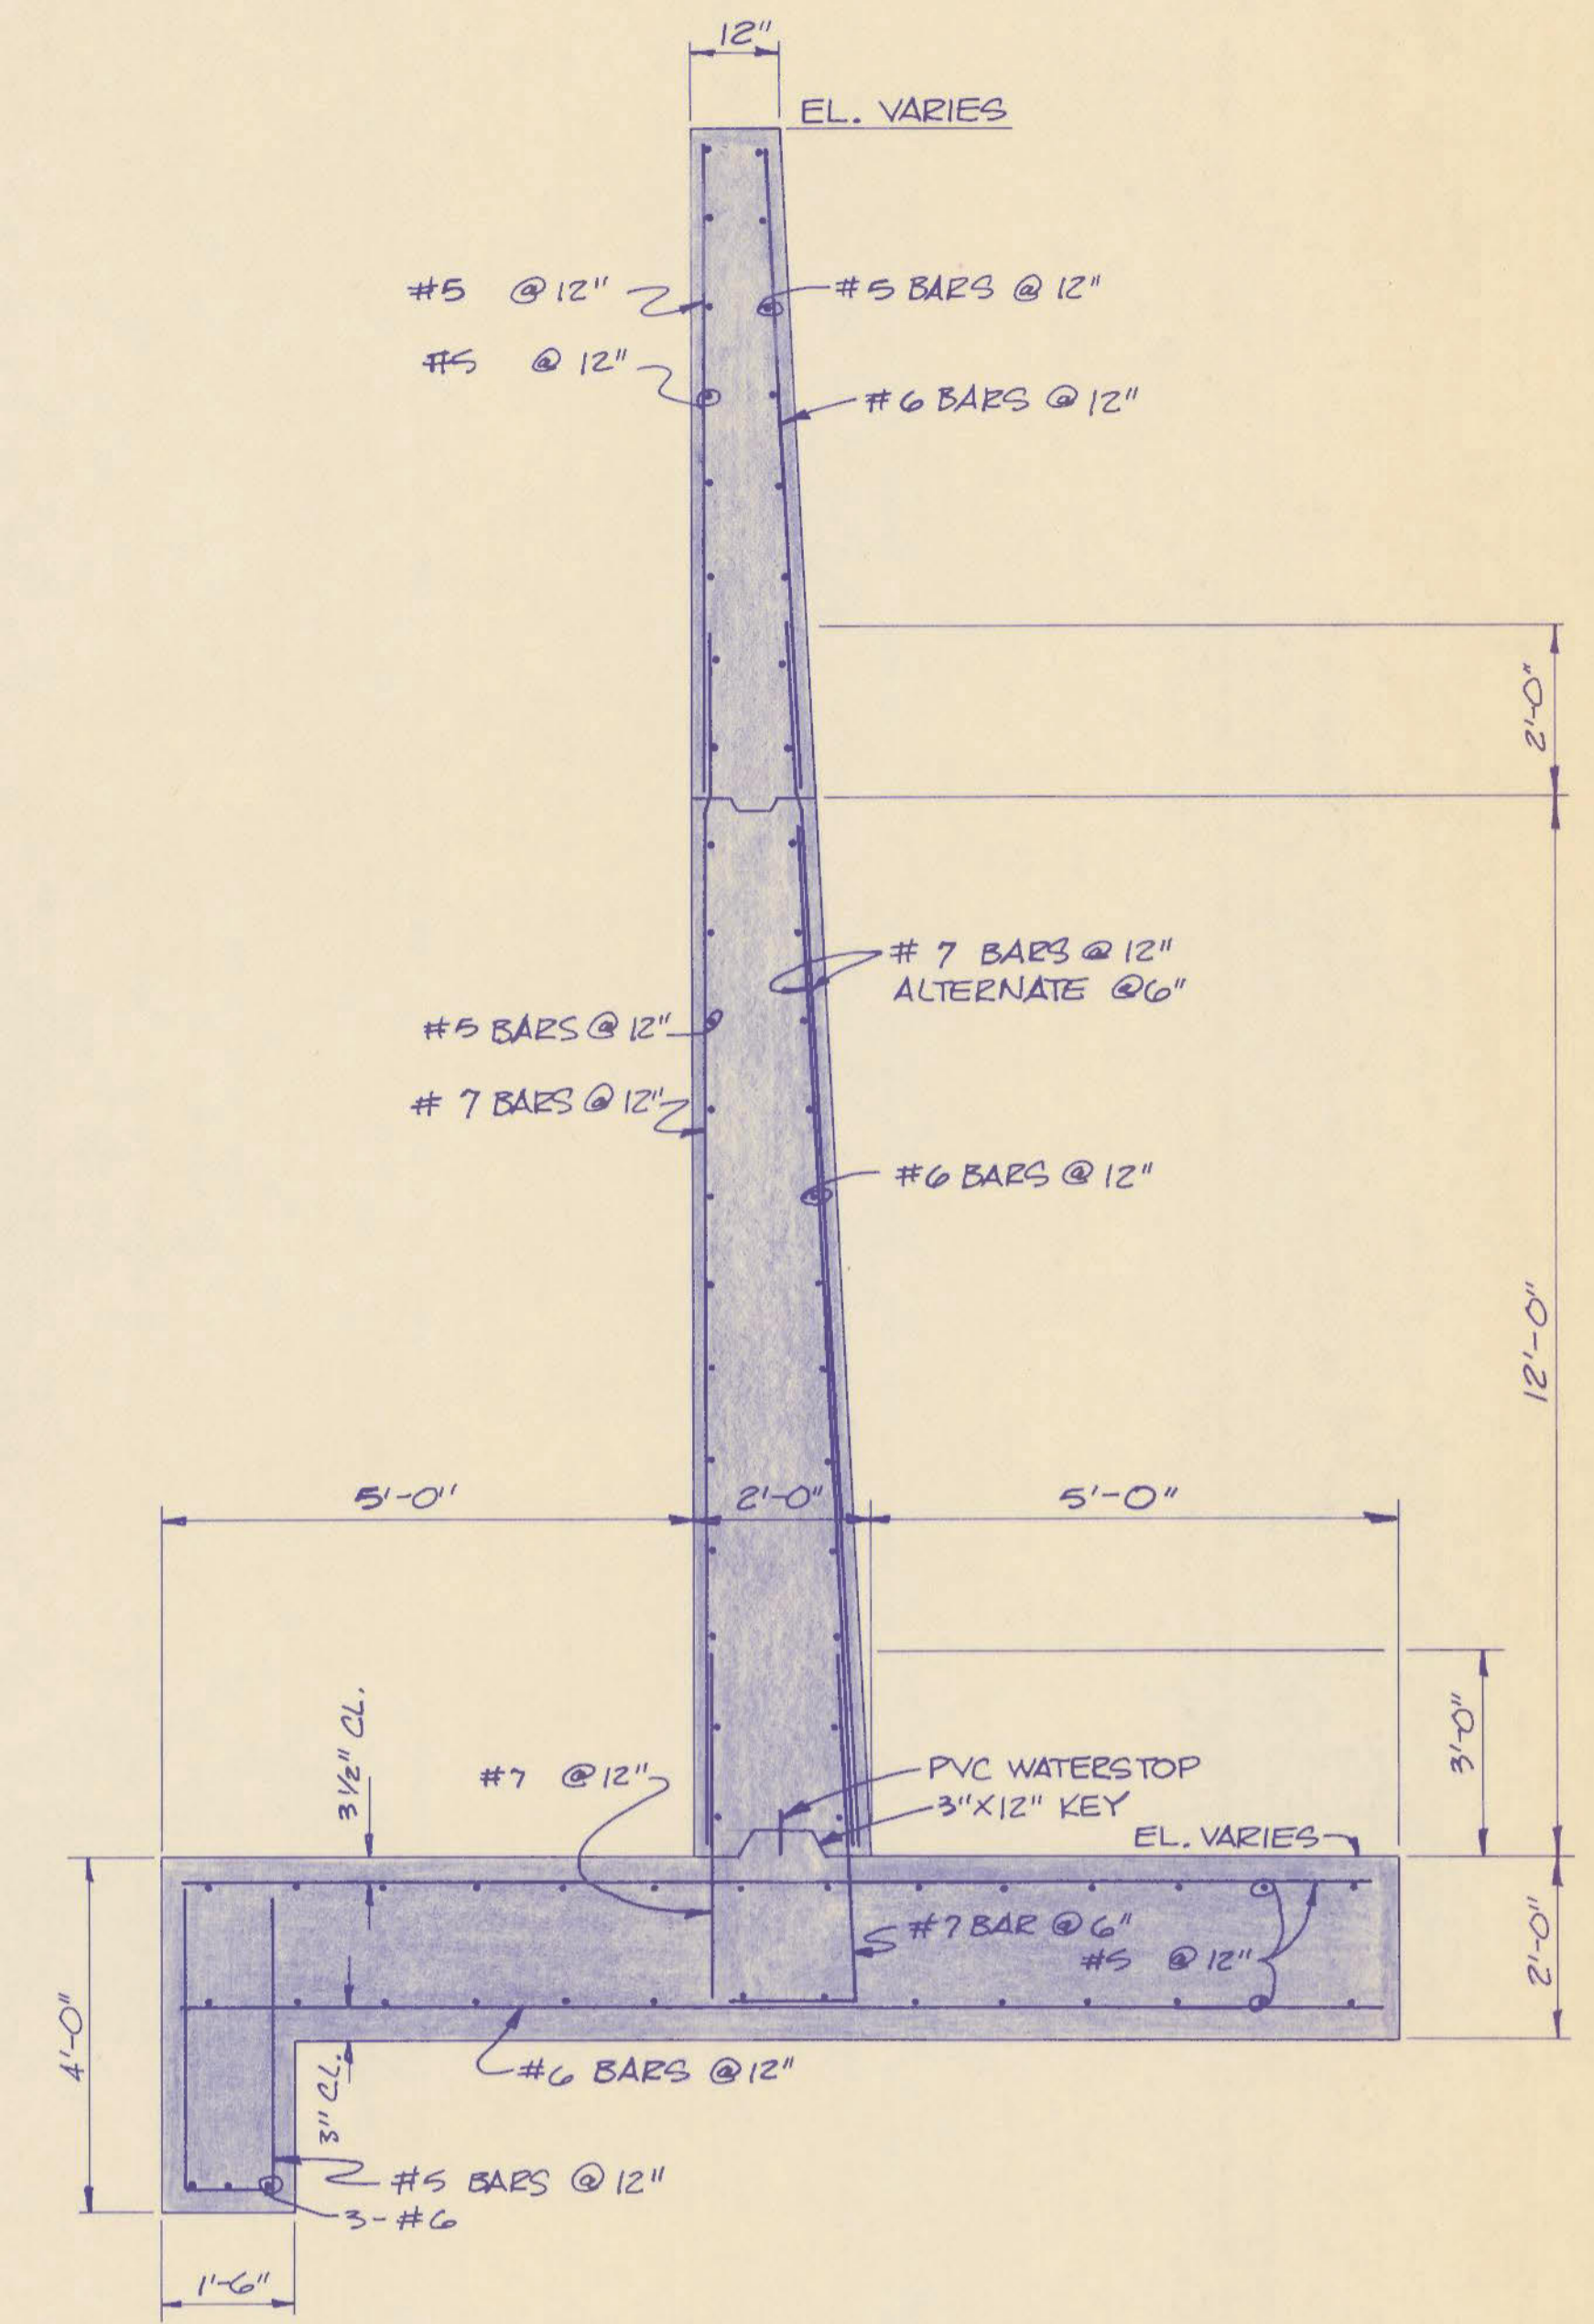 12"
EL. VARIES
#5 @ 12"
#5 BARS @ 12"
#5 @ 12"
#6 BARS @ 12"
2'-0"
#7 BARS @ 12"
ALTERNATE @6"
#5 BARS @ 12"
#7 BARS @ 12"
#6 BARS @ 12"
12'-0"
5'-0"
2'-0"
5'-0"
3 1/2" CL.
3'-0"
#7 @ 12"
PVC WATERSTOP
3"X12" KEY
EL. VARIES
#7 BAR @ 6"
#5 @ 12"
2'-0"
4'-0"
#6 BARS @ 12"
3" CL.
#5 BARS @ 12"
3-#6
1'-6"